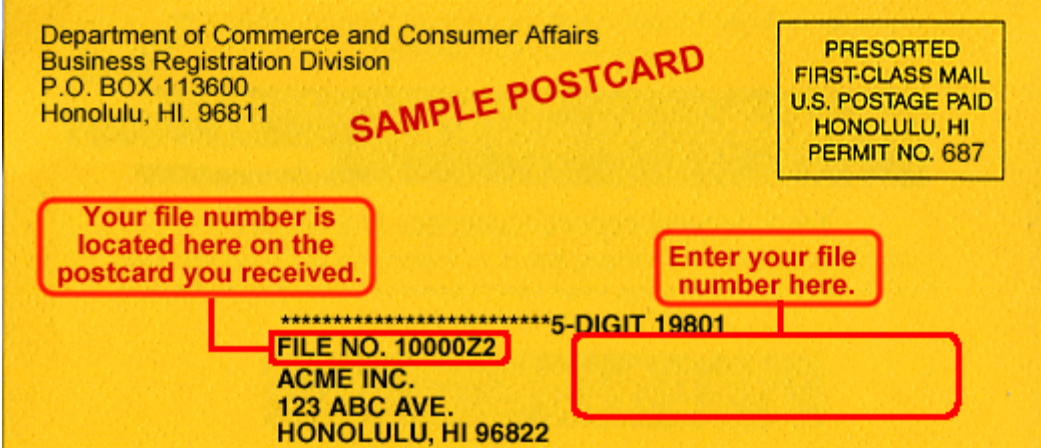 Department of Commerce and Consumer Affairs
Business Registration Division
P.O. BOX 113600
Honolulu, HI. 96811
SAMPLE POSTCARD
PRESORTED
FIRST-CLASS MAIL
U.S. POSTAGE PAID
HONOLULU, HI
PERMIT NO. 687
Your file number is
located here on the
postcard you received.
Enter your file
number here.
**************************5-DIGIT 19801
FILE NO. 10000Z2
ACME INC.
123 ABC AVE.
HONOLULU, HI 96822